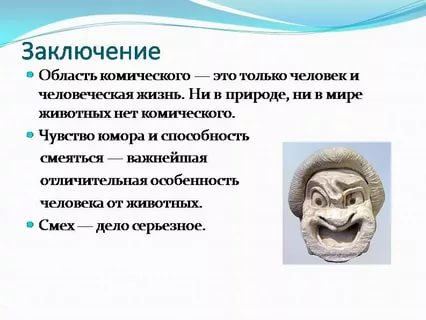 Заключение
Область комического — это только человек и
человеческая жизнь. Ни в природе, ни в мире
животных нет комического.
Чувство юмора и способность
смеяться — важнейшая
отличительная особенность
человека от животных.
Смех — дело серьезное.